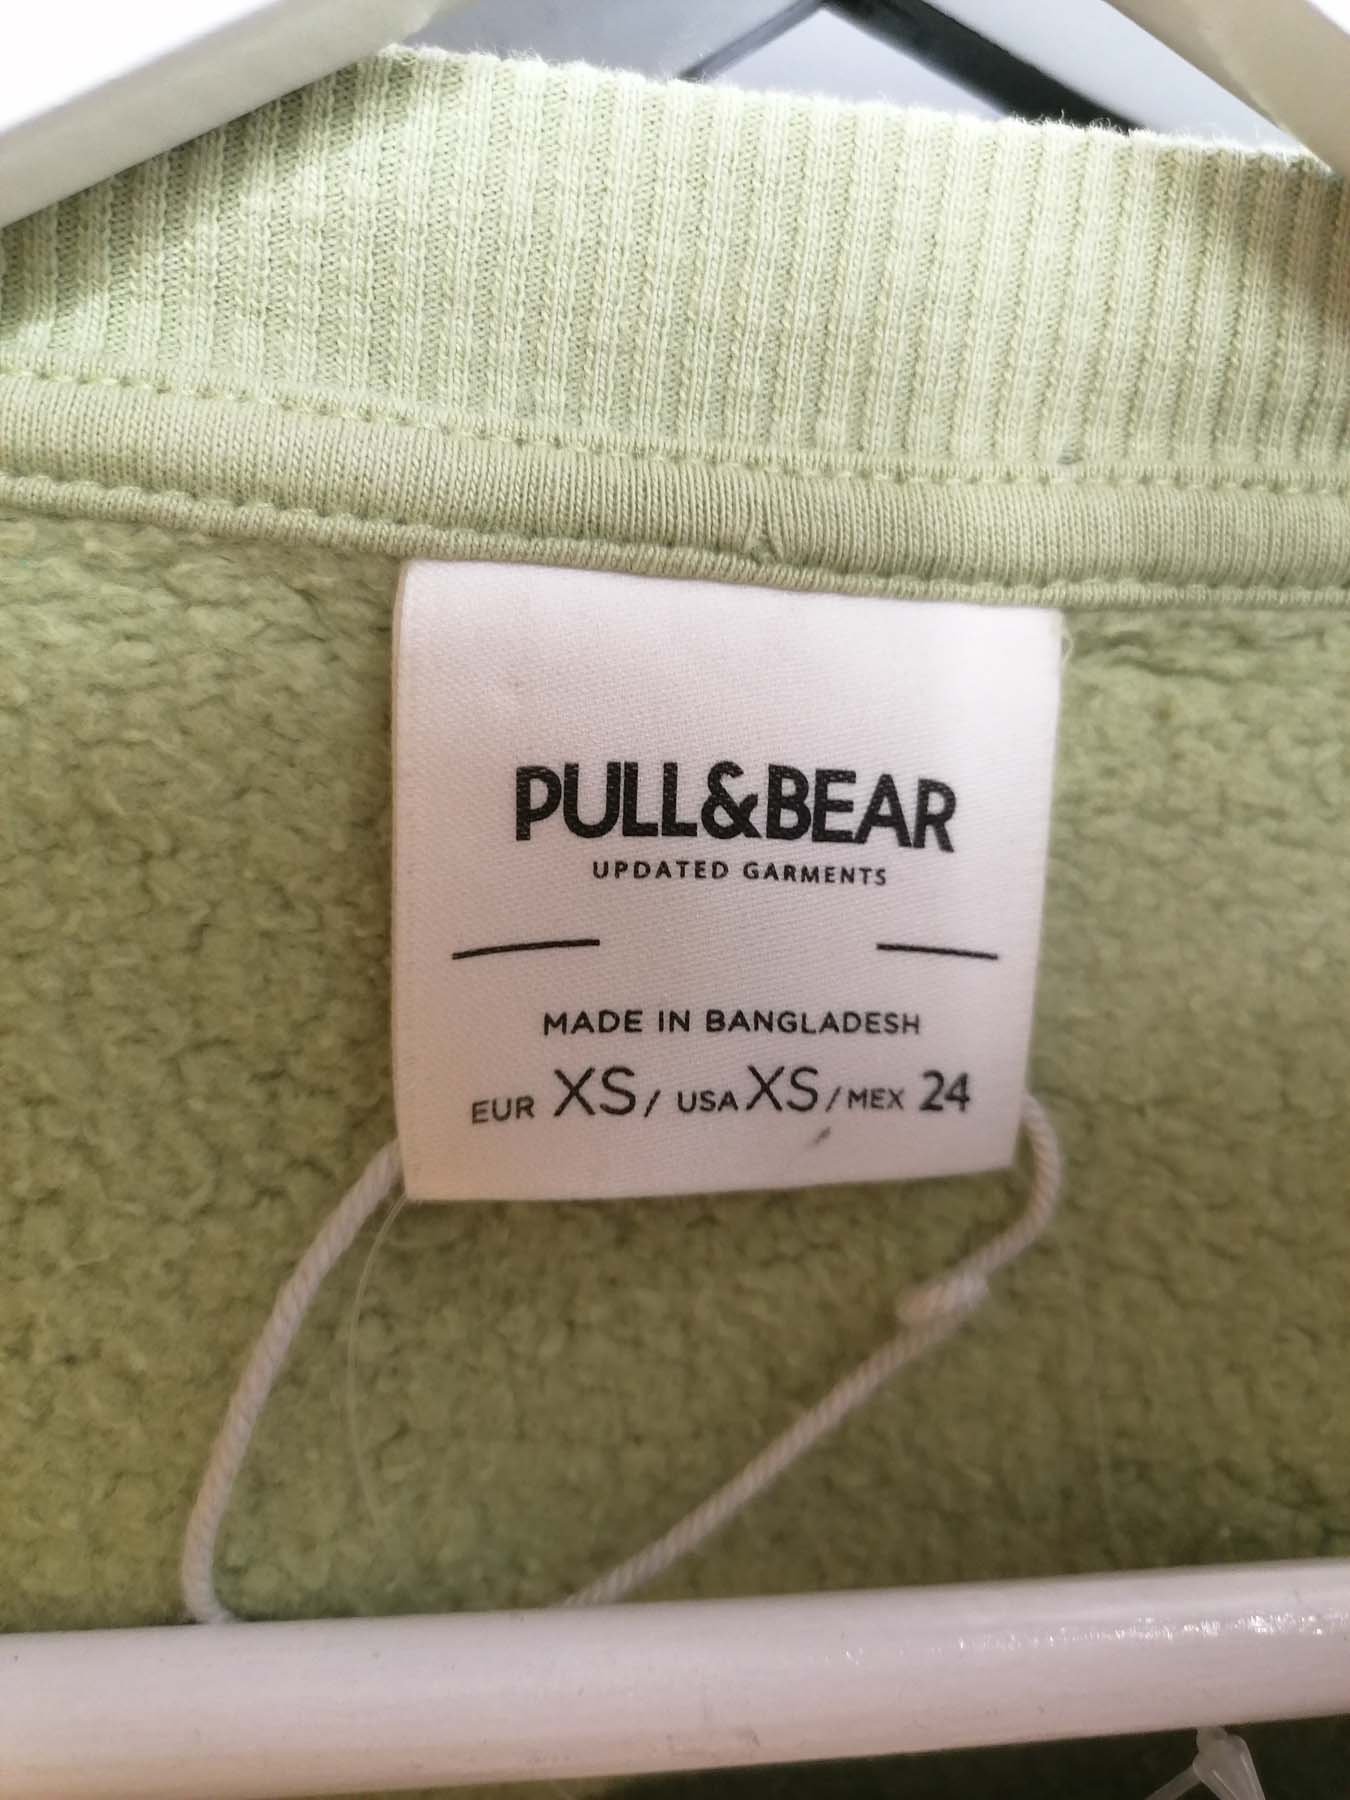 PULL&BEAR
UPDATED GARMENTS
MADE IN BANGLADESH
EUR XS / USA XS / MEX 24